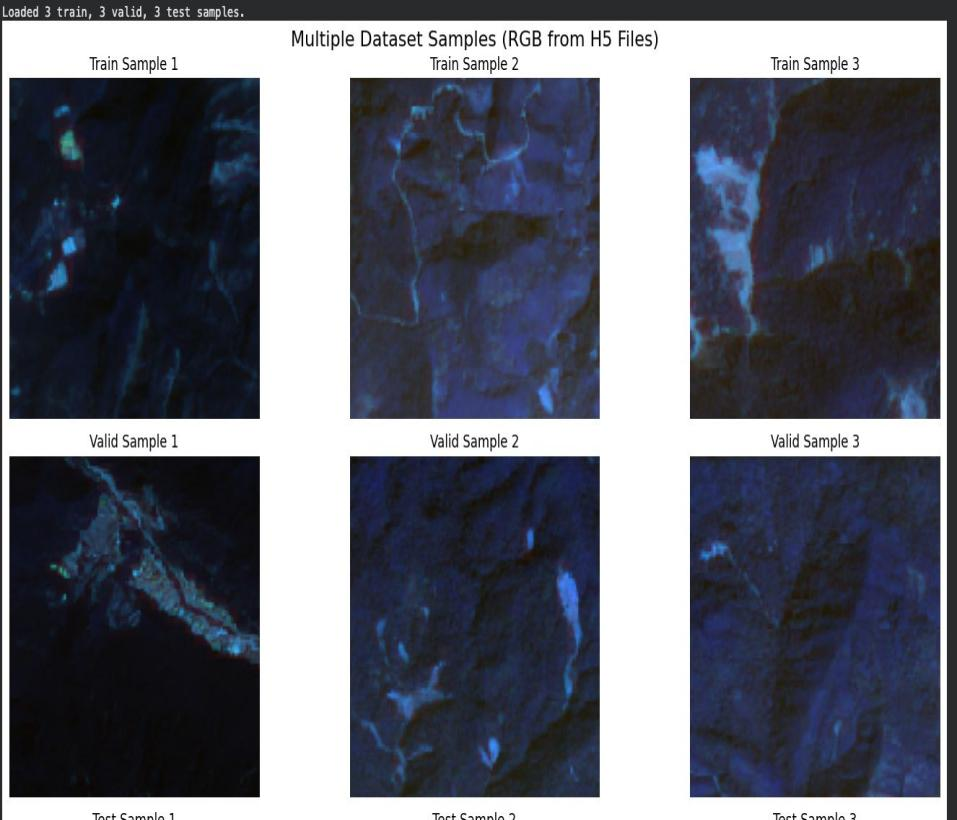 Loaded 3 train, 3 valid, 3 test samples.
Multiple Dataset Samples (RGB from H5 Files)
Train Sample 1
Train Sample 2
Train Sample 3
Valid Sample 1
Valid Sample 2
Valid Sample 3
Test Sample 1
Test Sample 2
Test Sample 3